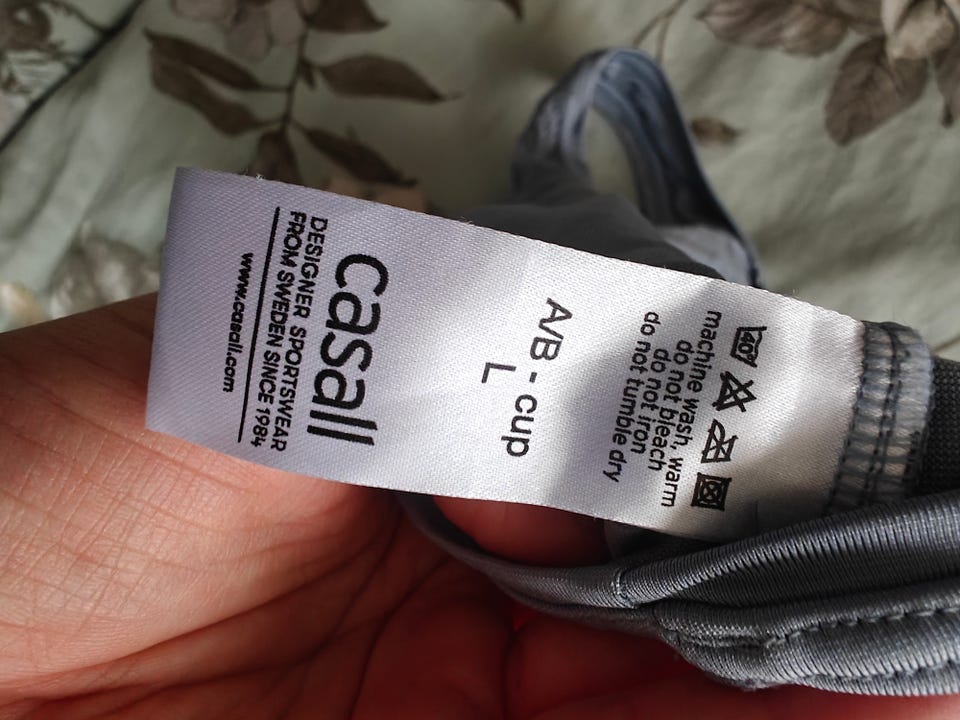 40°
machine wash, warm
do not bleach
do not iron
do not tumble dry
A/B - cup
L
casall
DESIGNER SPORTSWEAR
FROM SWEDEN SINCE 1984
www.casall.com